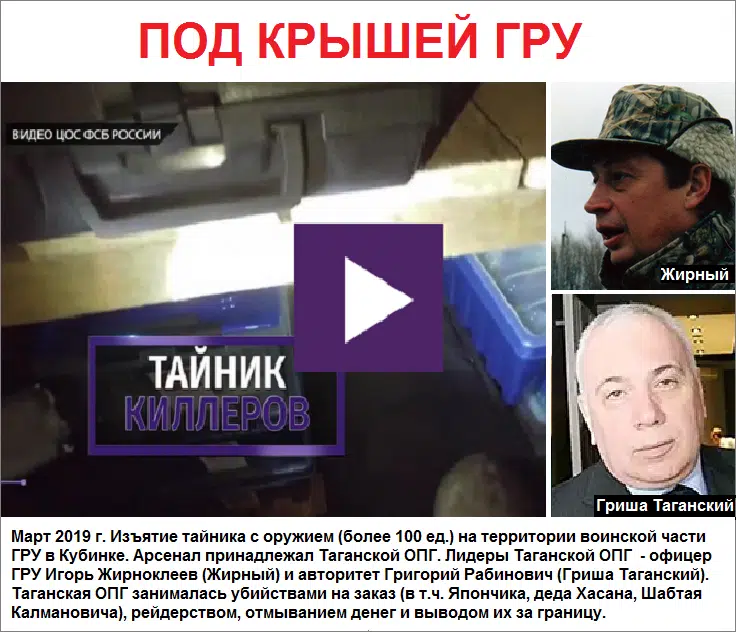 ПОД КРЫШЕЙ ГРУ
ВИДЕО ЦОС ФСБ РОССИИ
Жирный
ТАЙНИК
КИЛЛЕРОВ
Гриша Таганский
Март 2019 г. Изъятие тайника с оружием (более 100 ед.) на территории воинской части
ГРУ в Кубинке. Арсенал принадлежал Таганской ОПГ. Лидеры Таганской ОПГ - офицер
ГРУ Игорь Жирноклеев (Жирный) и авторитет Григорий Рабинович (Гриша Таганский).
Таганская ОПГ занималась убийствами на заказ (в т.ч. Япончика, деда Хасана, Шабтая
Калмановича), рейдерством, отмыванием денег и выводом их за границу.